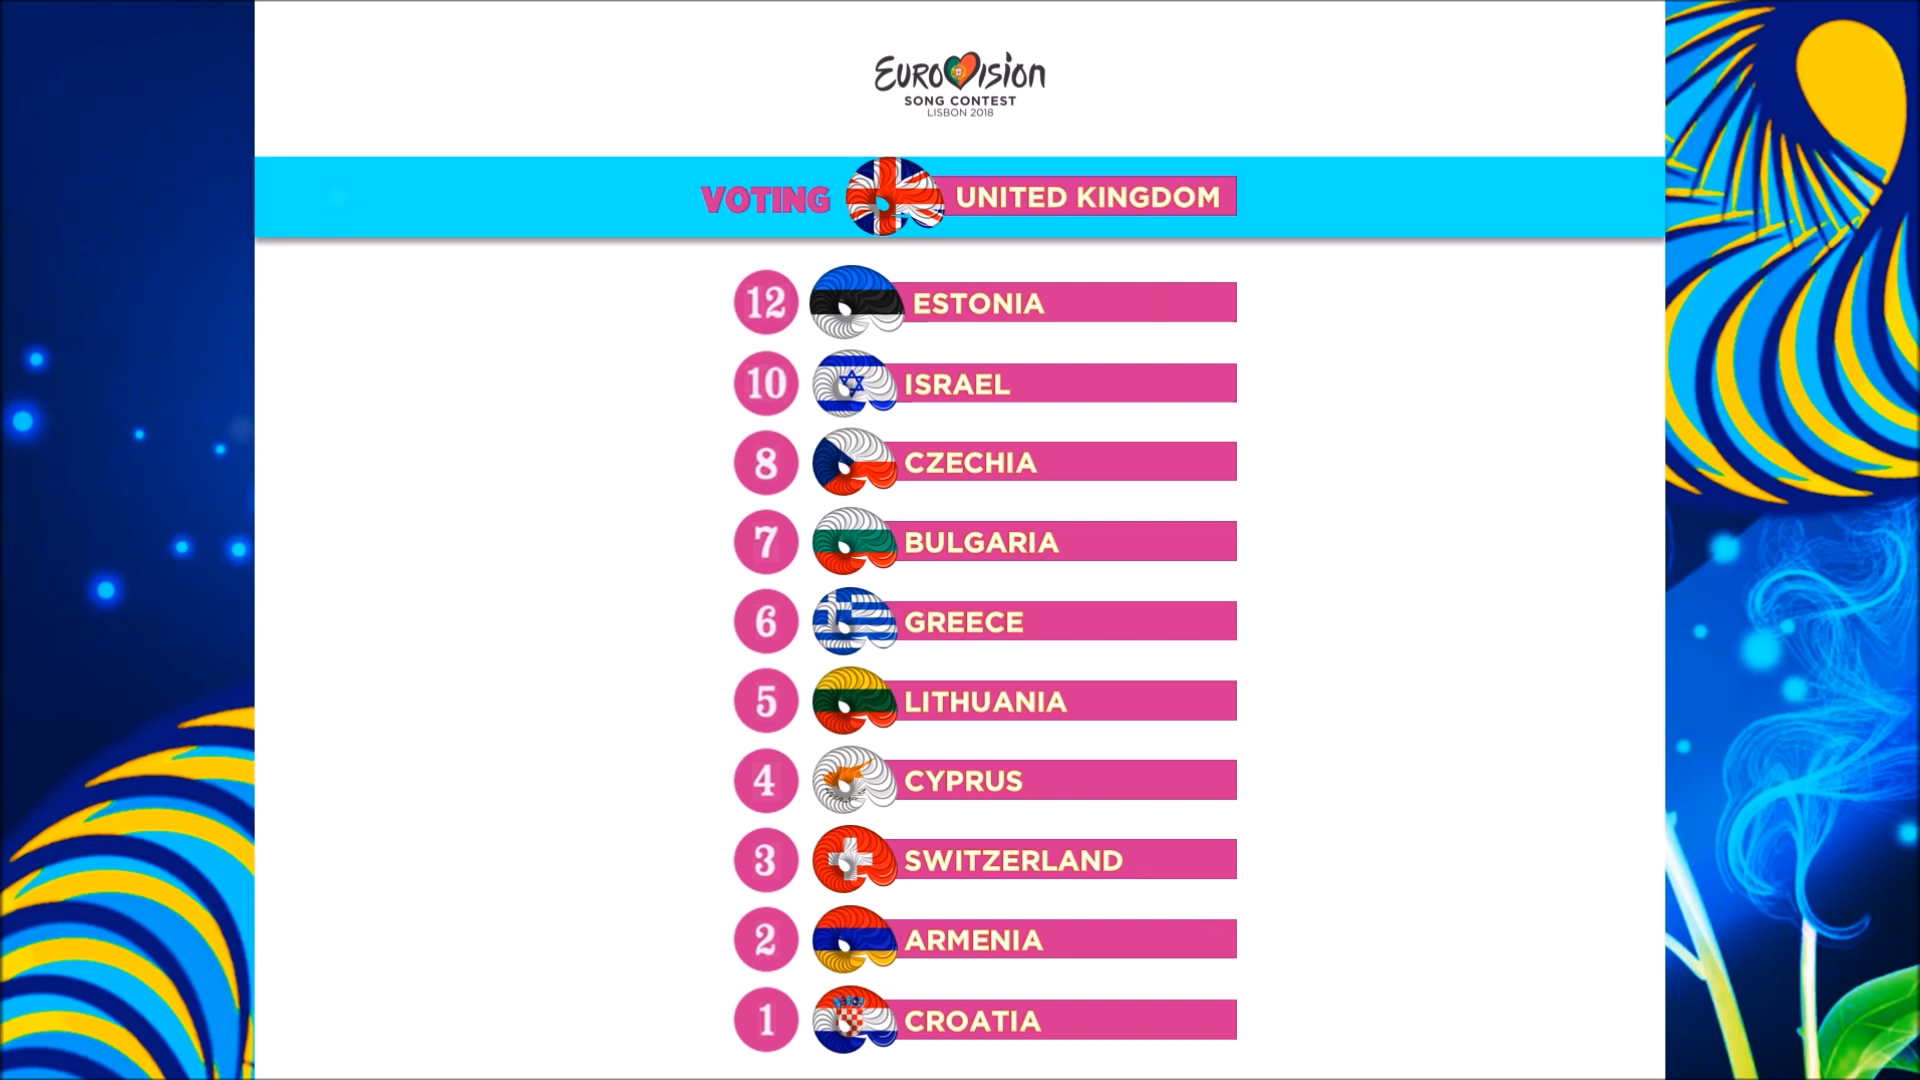 EUROVISION
SONG CONTEST
LISBON 2018
VOTING UNITED KINGDOM
12 ESTONIA
10 ISRAEL
8 CZECHIA
7 BULGARIA
6 GREECE
5 LITHUANIA
4 CYPRUS
3 SWITZERLAND
2 ARMENIA
1 CROATIA